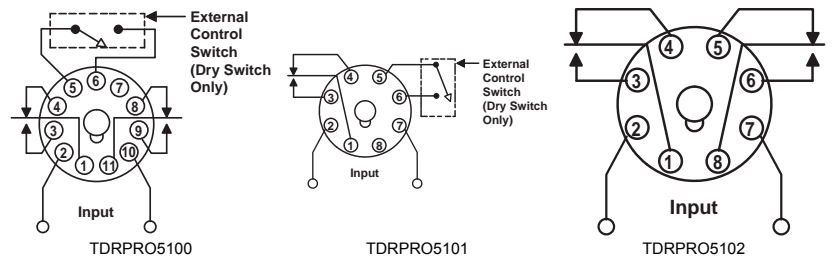 External
Control
Switch
(Dry Switch
Only)
5
6
7
4
8
3
9
2
10
1
11
Input
TDRPRO5100
External
Control
Switch
(Dry Switch
Only)
4
5
3
6
2
7
1
8
Input
TDRPRO5101
4
5
3
6
2
7
1
8
Input
TDRPRO5102